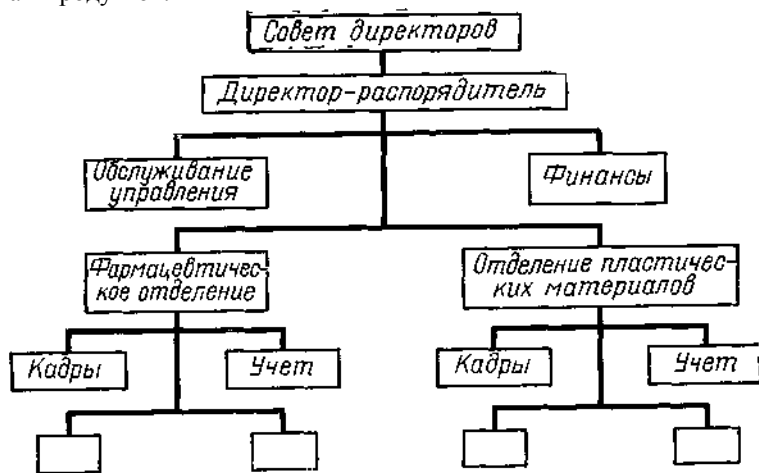 Совет директоров
Директор-распорядитель
Обслуживание
управления
Финансы
Фармацевтичес-
кое отделение
Отделение пластичес-
ких материалов
Кадры
Учет
Кадры
Учет